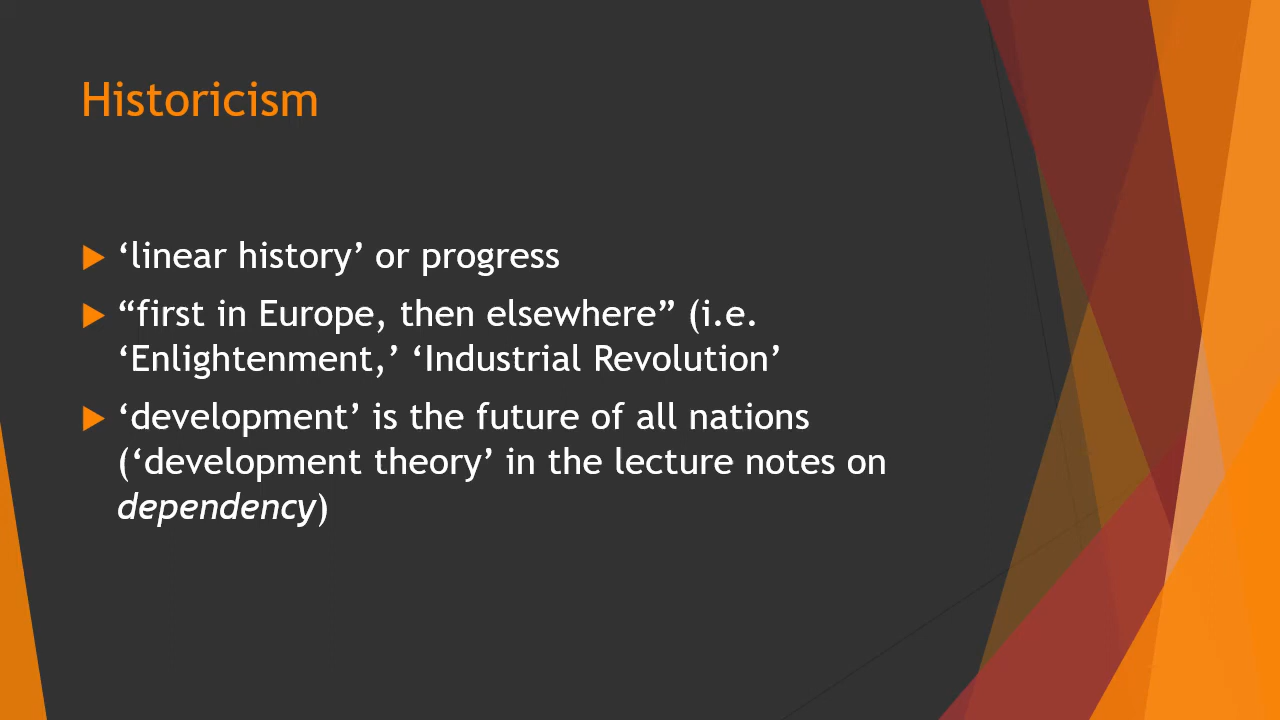 Historicism
‘linear history’ or progress
“first in Europe, then elsewhere” (i.e.
‘Enlightenment,’ ‘Industrial Revolution’
‘development’ is the future of all nations
(‘development theory’ in the lecture notes on
dependency)